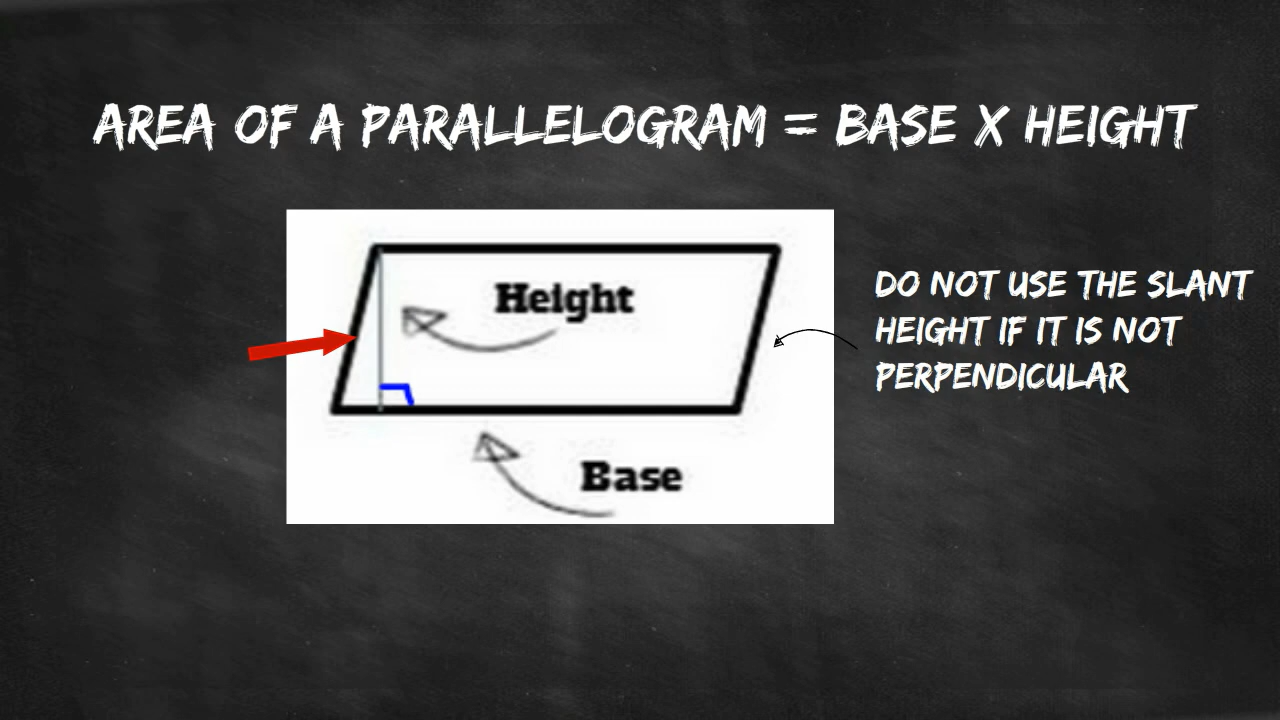 AREA OF A PARALLELOGRAM = BASE X HEIGHT
Height
DO NOT USE THE SLANT
HEIGHT IF IT IS NOT
PERPENDICULAR
Base